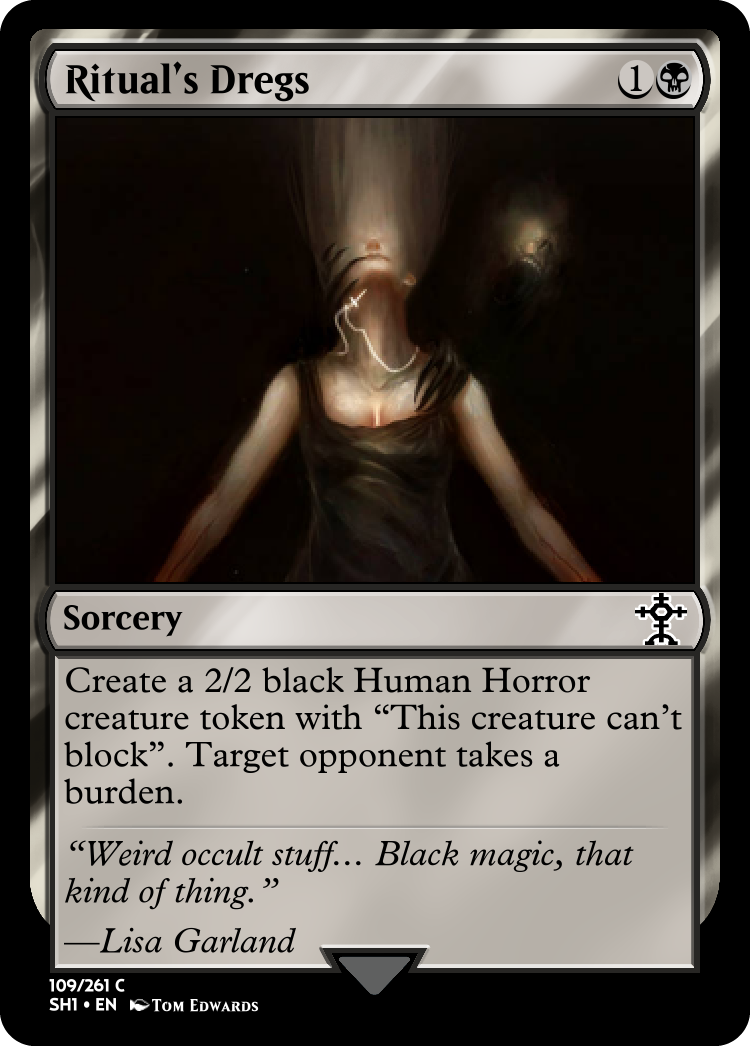 Ritual's Dregs 1
Sorcery
Create a 2/2 black Human Horror
creature token with “This creature can't
block”. Target opponent takes a
burden.
“Weird occult stuff... Black magic, that
kind of thing.”
—Lisa Garland
109/261 C
SH1 • EN Tom Edwards